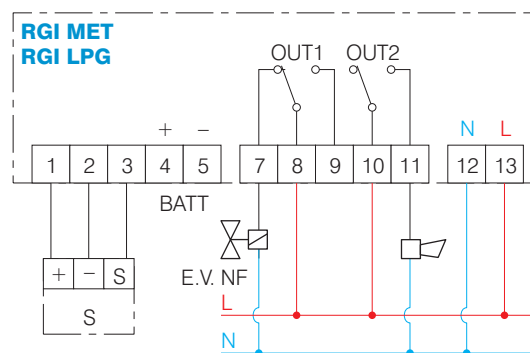 RGI MET
RGI LPG
OUT1 OUT2
+ – N L
1 2 3 4 5 7 8 9 10 11 12 13
BATT
+ – S
E.V. NF
S
L
N